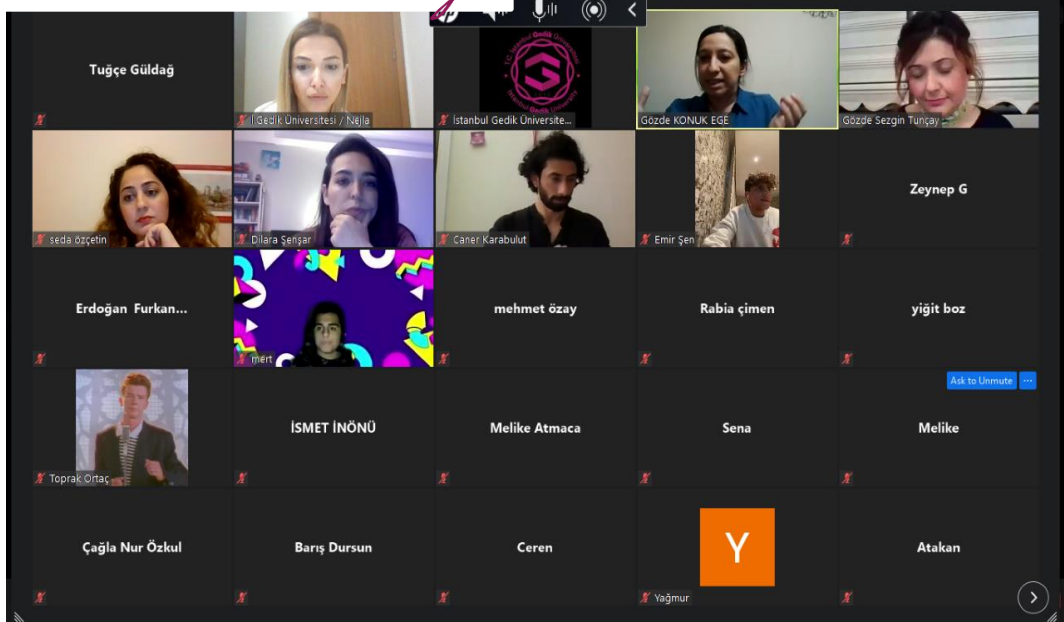 Tuğçe Güldağ
İ Gedik Üniversitesi / Nejla
İstanbul Gedik Üniversite...
Gözde KONUK EGE
Gözde Sezgin Tunçay
seda özçetin
Dilara Şenşar
Caner Karabulut
Emir Şen
Zeynep G
Erdoğan Furkan...
mert
mehmet özay
Rabia çimen
yiğit boz
Toprak Ortaç
İSMET İNÖNÜ
Melike Atmaca
Sena
Ask to Unmute
Melike
Çağla Nur Özkul
Barış Dursun
Ceren
Y
Yağmur
Atakan